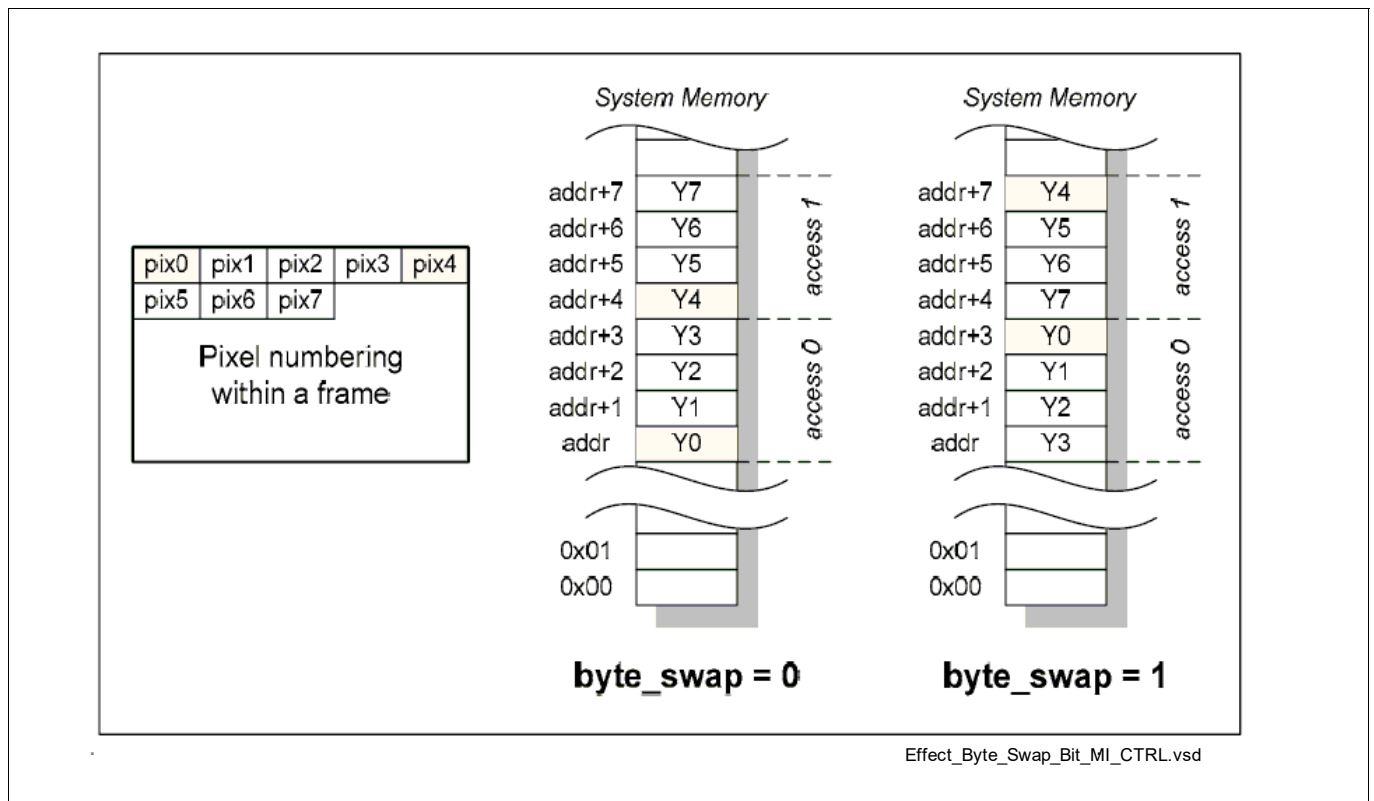 System Memory
System Memory
pix0 pix1 pix2 pix3 pix4
pix5 pix6 pix7
Pixel numbering
within a frame
addr+7 Y7
addr+6 Y6
addr+5 Y5
addr+4 Y4
addr+3 Y3
addr+2 Y2
addr+1 Y1
addr Y0
access 1
access 0
0x01
0x00
byte_swap = 0
addr+7 Y4
addr+6 Y5
addr+5 Y6
addr+4 Y7
addr+3 Y0
addr+2 Y1
addr+1 Y2
addr Y3
access 1
access 0
0x01
0x00
byte_swap = 1
Effect_Byte_Swap_Bit_MI_CTRL.vsd